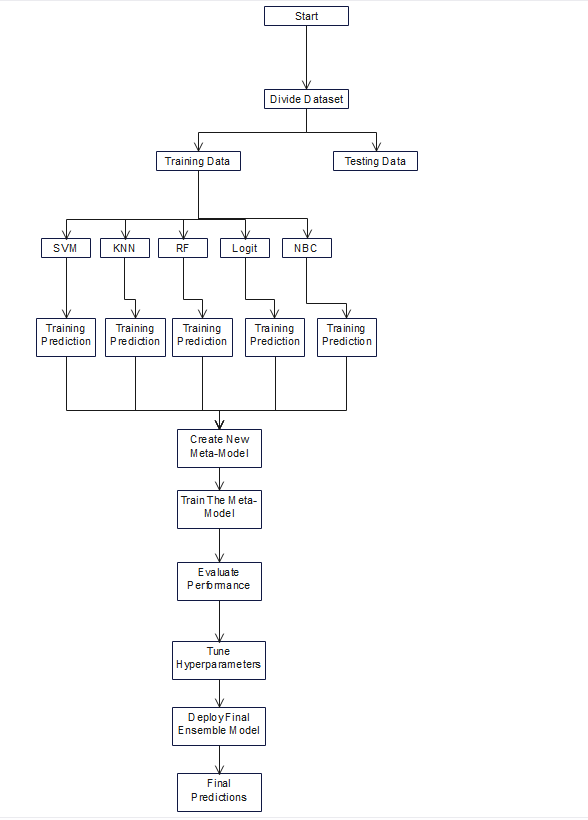 Start
Divide Dataset
Training Data
Testing Data
SVM
KNN
RF
Logit
NBC
Training
Prediction
Training
Prediction
Training
Prediction
Training
Prediction
Training
Prediction
Create New
Meta-Model
Train The Meta-
Model
Evaluate
Performance
Tune
Hyperparameters
Deploy Final
Ensemble Model
Final
Predictions